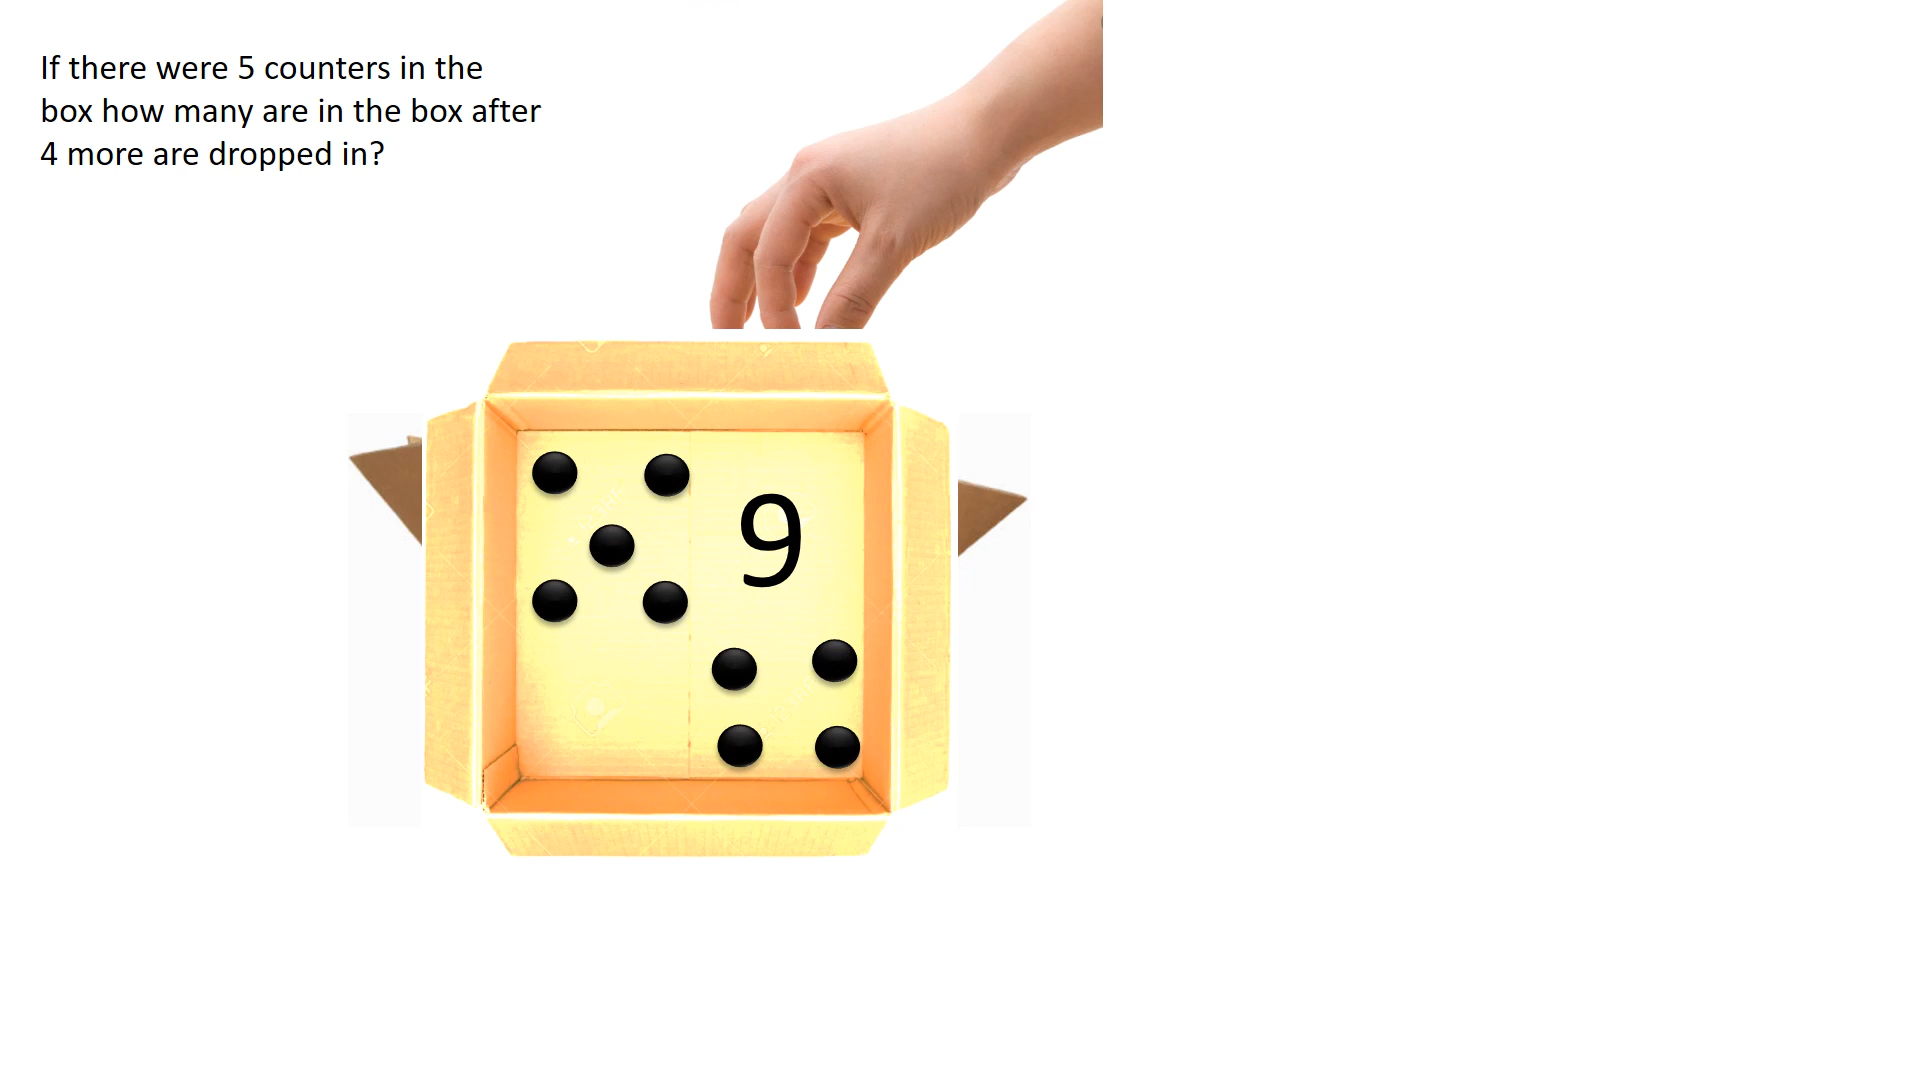 If there were 5 counters in the
box how many are in the box after
4 more are dropped in?
9